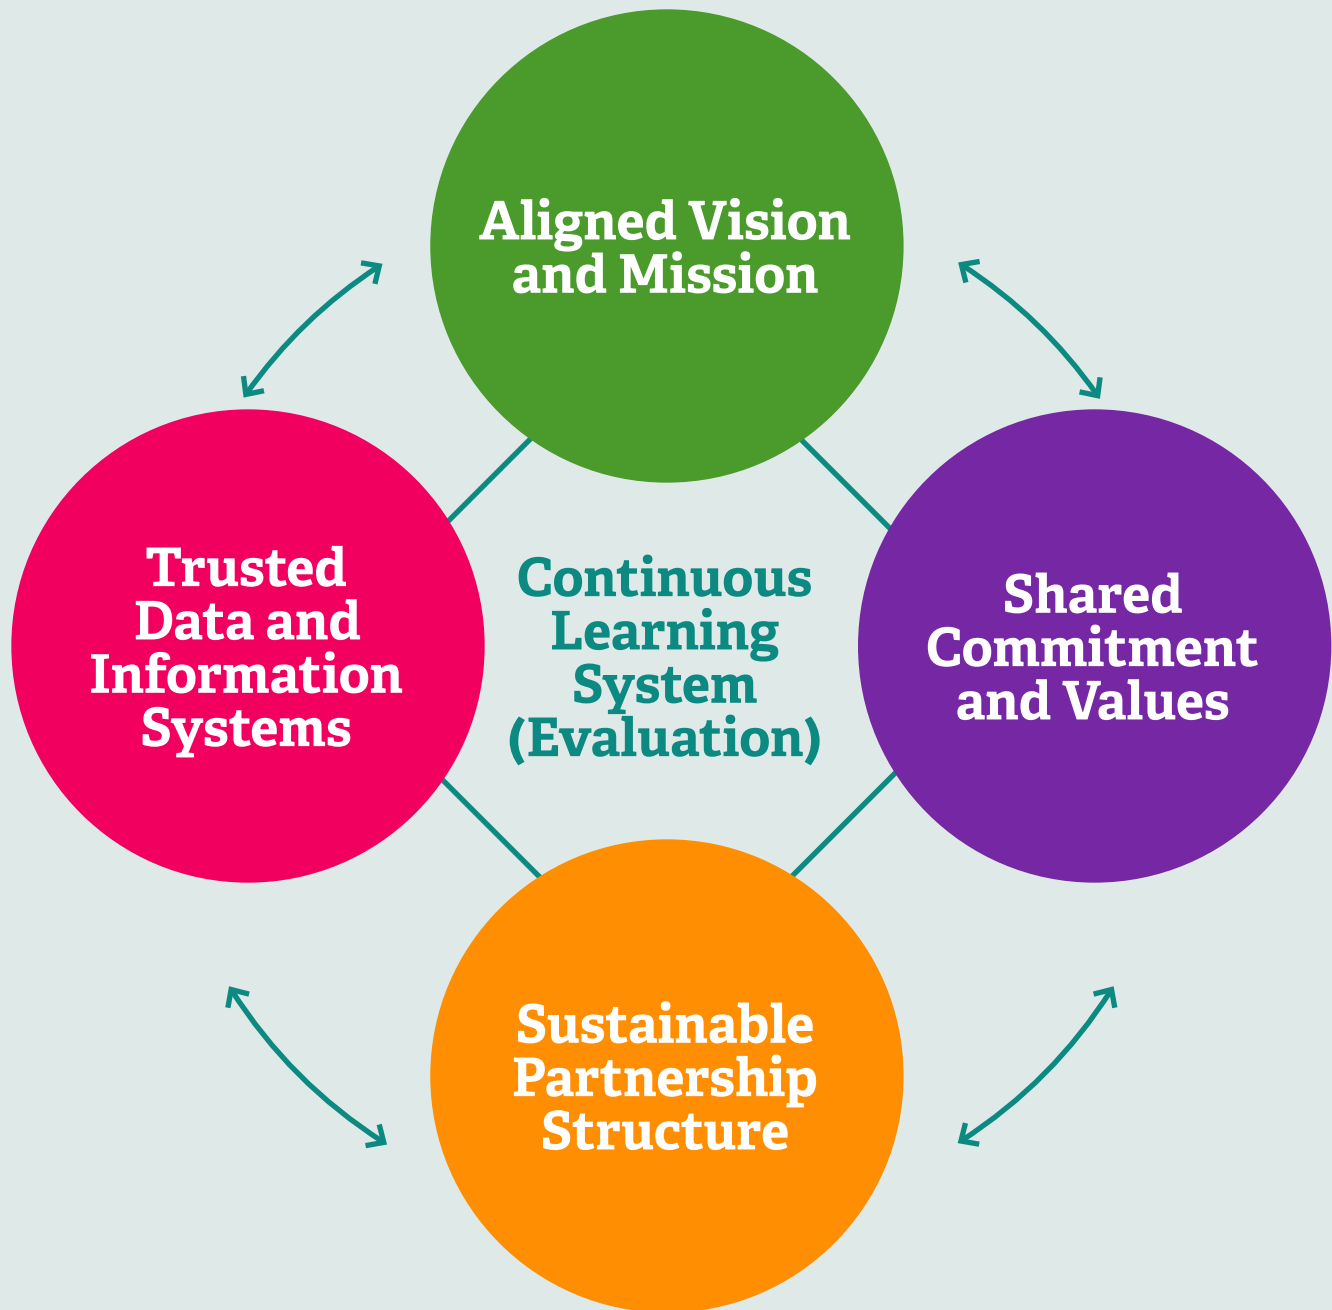 Aligned Vision
and Mission
Trusted
Data and
Information
Systems
Continuous
Learning
System
(Evaluation)
Shared
Commitment
and Values
Sustainable
Partnership
Structure